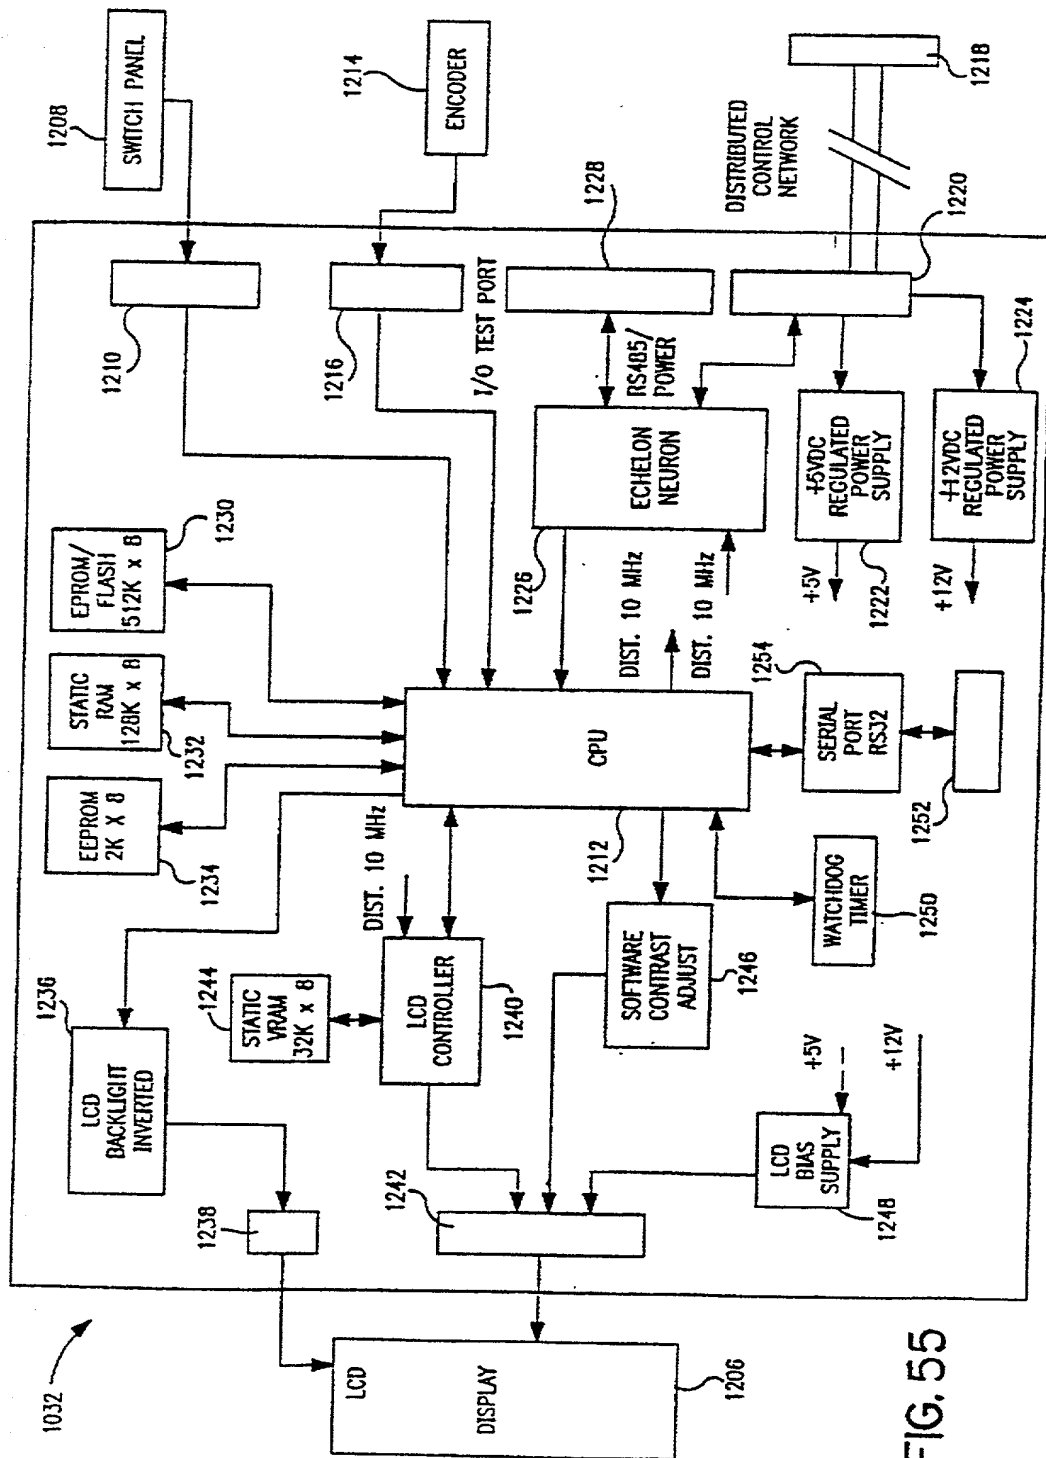 1032
LCD
DISPLAY
1206
1238
LCD
BACKLIGHT
INVERTED
1236
1242
STATIC
VRAM
32K x 8
1244
LCD
CONTROLLER
1240
DIST. 10 MHz
SOFTWARE
CONTRAST
ADJUST
1246
LCD
BIAS
SUPPLY
1248
+5V
+12V
WATCHDOG
TIMER
1250
EEPROM
2K x 8
1234
STATIC
RAM
128K x 8
1232
EPROM/
FLASH
512K x 8
1230
CPU
1212
SERIAL
PORT
RS32
1254
1252
DIST. 10 MHz
DIST. 10 MHz
ECHELON
NEURON
1226
RS485/
POWER
I/O TEST PORT
1228
+5VDC
REGULATED
POWER
SUPPLY
1222
+5V
+12VDC
REGULATED
POWER
SUPPLY
1224
+12V
1210
1216
1220
SWITCH PANEL
1208
ENCODER
1214
DISTRIBUTED
CONTROL
NETWORK
1218
FIG. 55